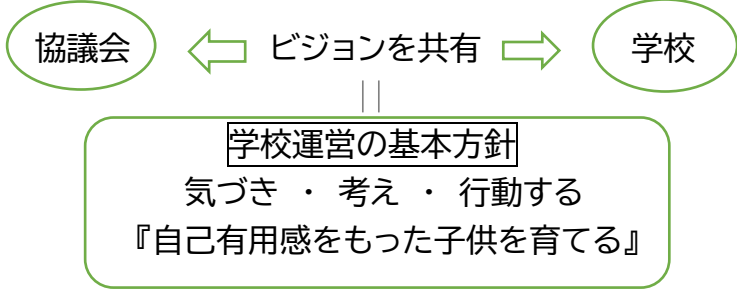 協議会 ビジョンを共有 学校
学校運営の基本方針
気づき ・ 考え ・ 行動する
『自己有用感をもった子供を育てる』